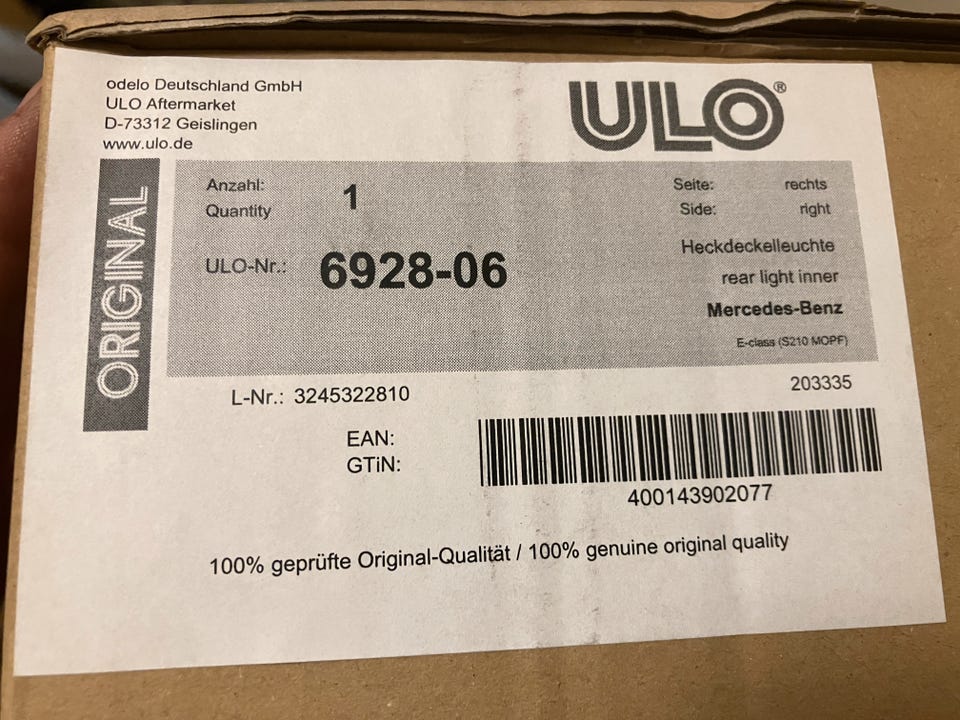 odelo Deutschland GmbH
ULO Aftermarket
D-73312 Geislingen
www.ulo.de
ULO®
ORIGINAL
Anzahl: 1
Quantity
Seite: rechts
Side: right
ULO-Nr.: 6928-06
Heckdeckelleuchte
rear light inner
Mercedes-Benz
E-class (S210 MOPF)
L-Nr.: 3245322810
203335
EAN:
GTiN:
400143902077
100% geprüfte Original-Qualität / 100% genuine original quality